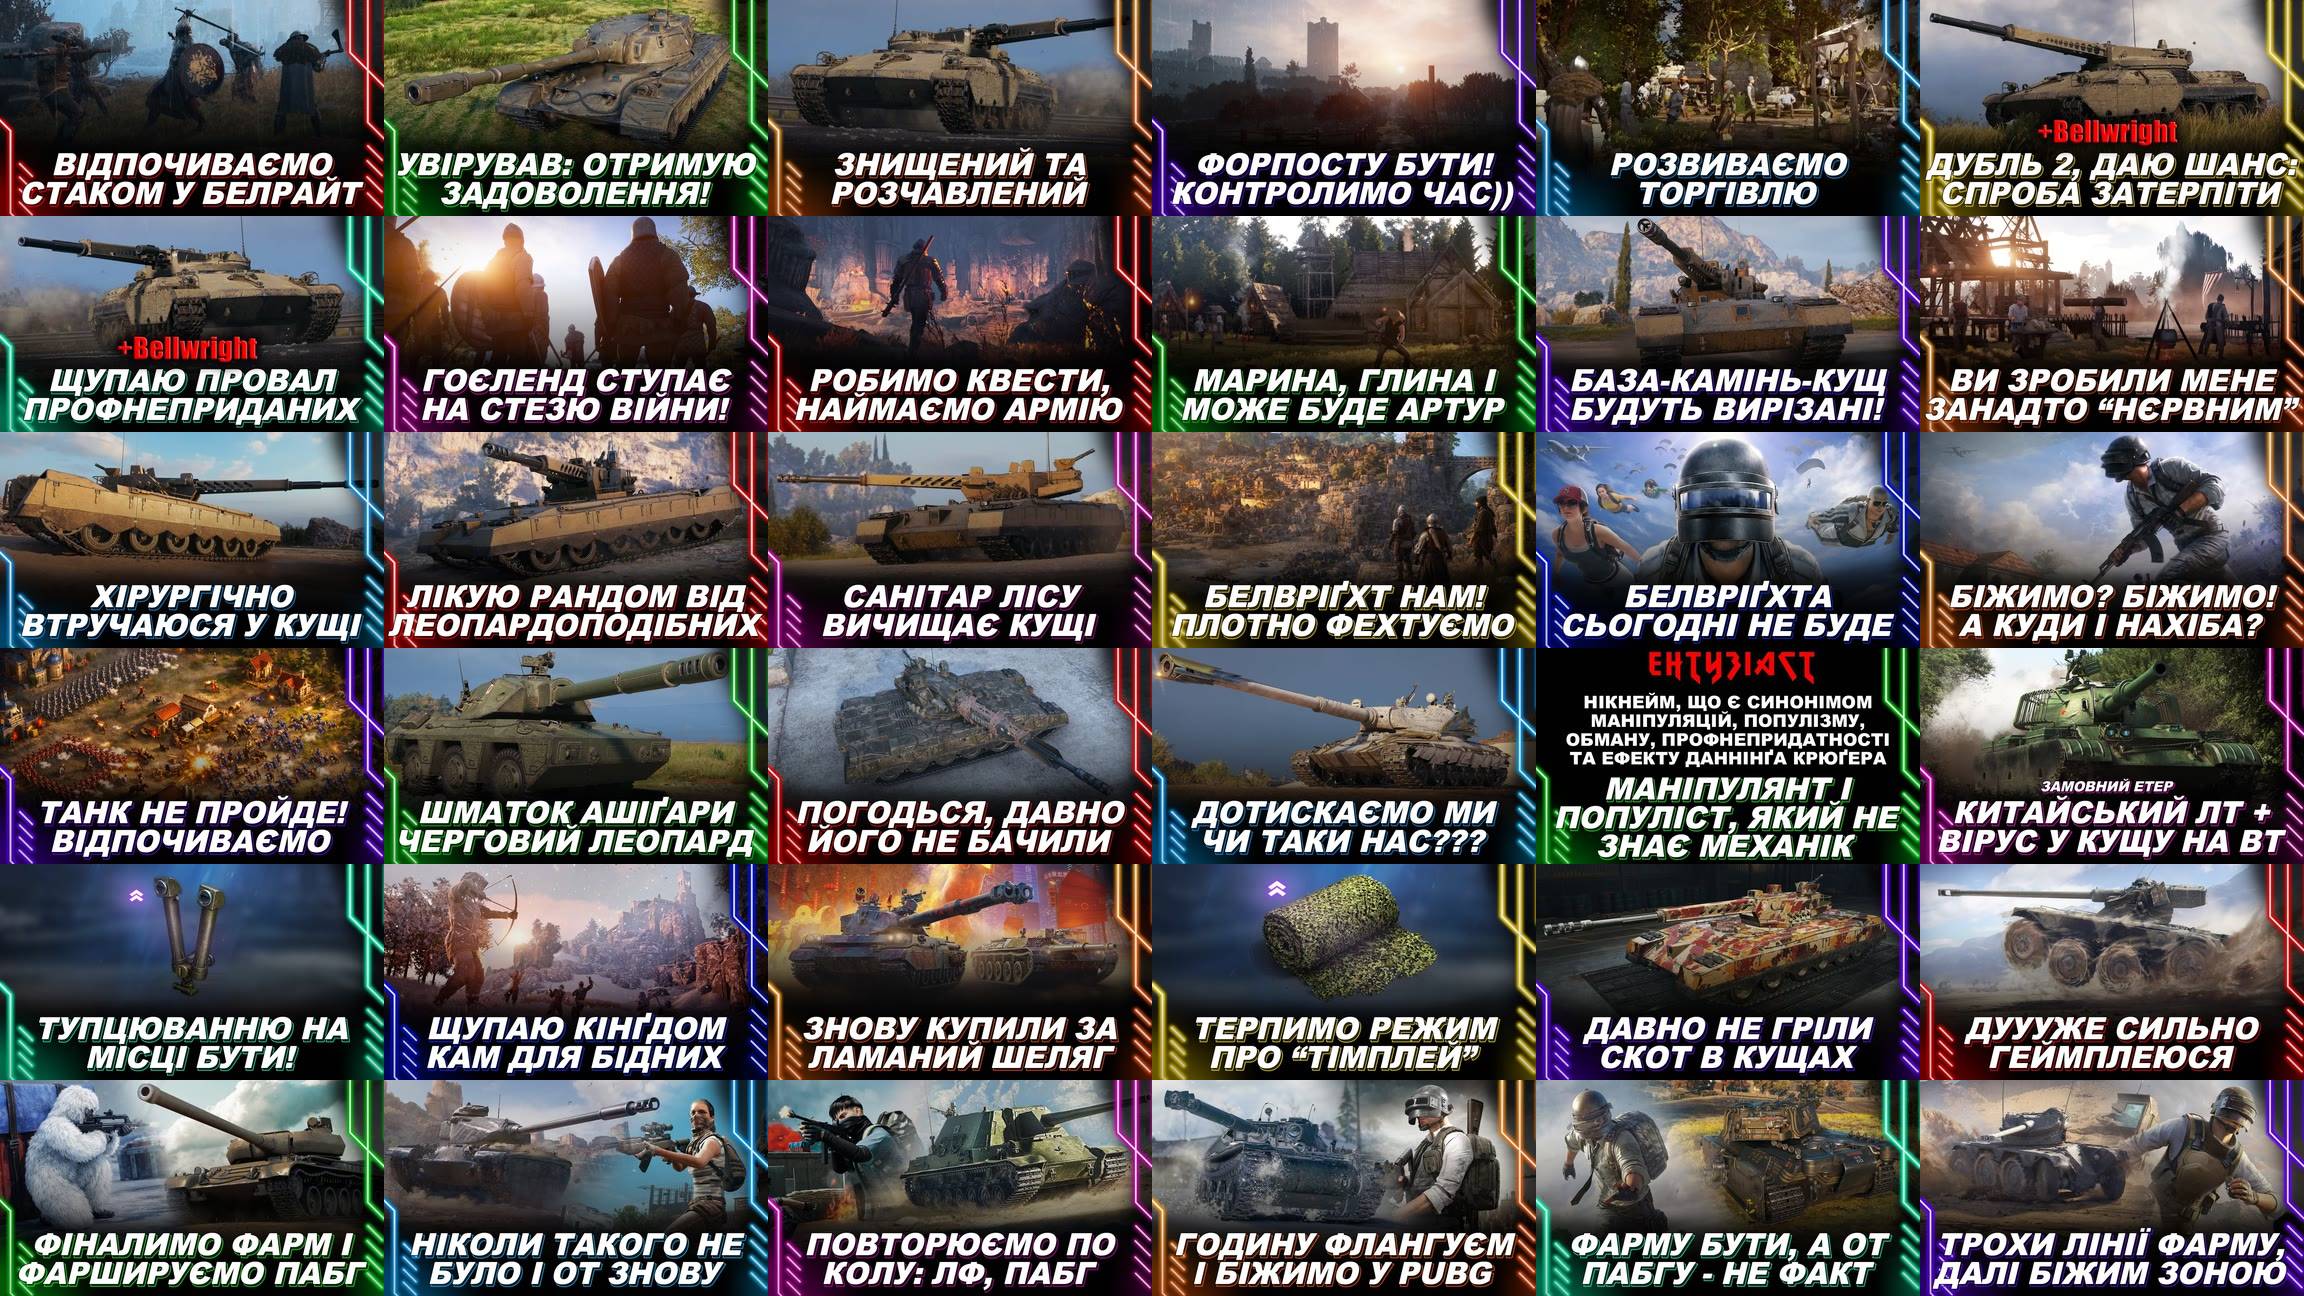 ВІДПОЧИВАЄМО
СТАКОМ У БЕЛРАЙТ
УВІРУВАВ: ОТРИМУЮ
ЗАДОВОЛЕННЯ!
ЗНИЩЕНИЙ ТА
РОЗЧАВЛЕНИЙ
ФОРПОСТУ БУТИ!
КОНТРОЛИМО ЧАС))
РОЗВИВАЄМО
ТОРГІВЛЮ
+Bellwright
ДУБЛЬ 2, ДАЮ ШАНС:
СПРОБА ЗАТЕРПІТИ
+Bellwright
ЩУПАЮ ПРОВАЛ
ПРОФНЕПРИДАНИХ
ГОЄЛЕНД СТУПАЄ
НА СТЕЗЮ ВІЙНИ!
РОБИМО КВЕСТИ,
НАЙМАЄМО АРМІЮ
МАРИНА, ГЛИНА І
МОЖЕ БУДЕ АРТУР
БАЗА-КАМІНЬ-КУЩ
БУДУТЬ ВИРІЗАНІ!
ВИ ЗРОБИЛИ МЕНЕ
ЗАНАДТО “НЄРВНИМ”
ХІРУРГІЧНО
ВТРУЧАЮСЯ У КУЩІ
ЛІКУЮ РАНДОМ ВІД
ЛЕОПАРДОПОДІБНИХ
САНІТАР ЛІСУ
ВИЧИЩАЄ КУЩІ
БЕЛВРІҐХТ НАМ!
ПЛОТНО ФЕХТУЄМО
БЕЛВРІҐХТА
СЬОГОДНІ НЕ БУДЕ
БІЖИМО? БІЖИМО!
А КУДИ І НАХІБА?
ТАНК НЕ ПРОЙДЕ!
ВІДПОЧИВАЄМО
ШМАТОК АШІҐАРИ
ЧЕРГОВИЙ ЛЕОПАРД
ПОГОДЬСЯ, ДАВНО
ЙОГО НЕ БАЧИЛИ
ДОТИСКАЄМО МИ
ЧИ ТАКИ НАС???
ЕНТУЗІАСТ
НІКНЕЙМ, ЩО Є СИНОНІМОМ
МАНІПУЛЯЦІЙ, ПОПУЛІЗМУ,
ОБМАНУ, ПРОФНЕПРИДАТНОСТІ
ТА ЕФЕКТУ ДАННІНҐА КРЮҐЕРА
МАНІПУЛЯНТ І
ПОПУЛІСТ, ЯКИЙ НЕ
ЗНАЄ МЕХАНІК
ЗАМОВНИЙ ЕТЕР
КИТАЙСЬКИЙ ЛТ +
ВІРУС У КУЩУ НА ВТ
ТУПЦЮВАННЮ НА
МІСЦІ БУТИ!
ЩУПАЮ КІНҐДОМ
КАМ ДЛЯ БІДНИХ
ЗНОВУ КУПИЛИ ЗА
ЛАМАНИЙ ШЕЛЯГ
ТЕРПИМО РЕЖИМ
ПРО “ТІМПЛЕЙ”
ДАВНО НЕ ГРІЛИ
СКОТ В КУЩАХ
ДУУУЖЕ СИЛЬНО
ГЕЙМПЛЕЮСЯ
ФІНАЛИМО ФАРМ І
ФАРШИРУЄМО ПАБГ
НІКОЛИ ТАКОГО НЕ
БУЛО І ОТ ЗНОВУ
ПОВТОРЮЄМО ПО
КОЛУ: ЛФ, ПАБГ
ГОДИНУ ФЛАНГУЄМ
І БІЖИМО У PUBG
ФАРМУ БУТИ, А ОТ
ПАБГУ - НЕ ФАКТ
ТРОХИ ЛІНІЇ ФАРМУ,
ДАЛІ БІЖИМ ЗОНОЮ